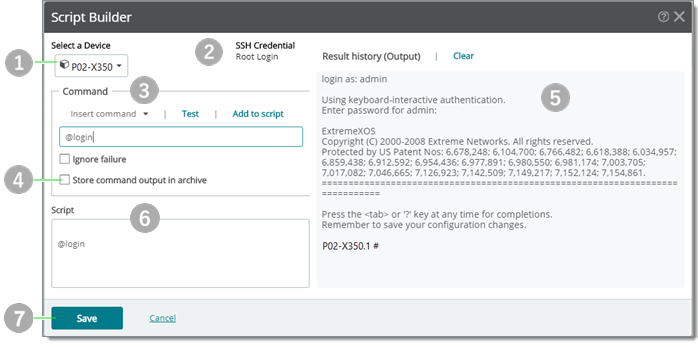 Script Builder
Select a Device
1
P02-X350
2
SSH Credential
Root Login
Result history (Output) | Clear
Command
3
Insert command | Test | Add to script
@login
Ignore failure
4
Store command output in archive
Script
6
@login
5
login as: admin
Using keyboard-interactive authentication.
Enter password for admin:
ExtremeXOS
Copyright (C) 2000-2008 Extreme Networks. All rights reserved.
Protected by US Patent Nos: 6,678,248; 6,104,700; 6,766,482; 6,618,388; 6,034,957;
6,859,438; 6,912,592; 6,954,436; 6,977,891; 6,980,550; 6,981,174; 7,003,705;
7,017,082; 7,046,665; 7,126,923; 7,142,509; 7,149,217; 7,152,124; 7,154,861.
======================================================================
===========
Press the <tab> or '?' key at any time for completions.
Remember to save your configuration changes.
P02-X350.1 #
7
Save
Cancel